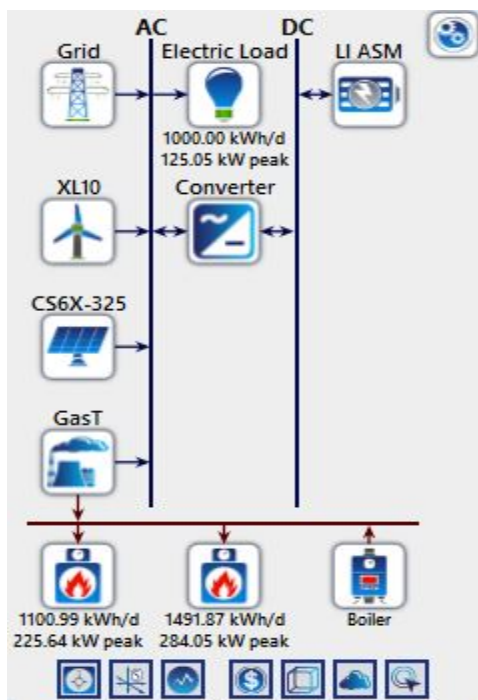 AC DC
Grid Electric Load LI ASM
1000.00 kWh/d
125.05 kW peak
XL10 Converter
CS6X-325
GasT
1100.99 kWh/d 1491.87 kWh/d Boiler
225.64 kW peak 284.05 kW peak